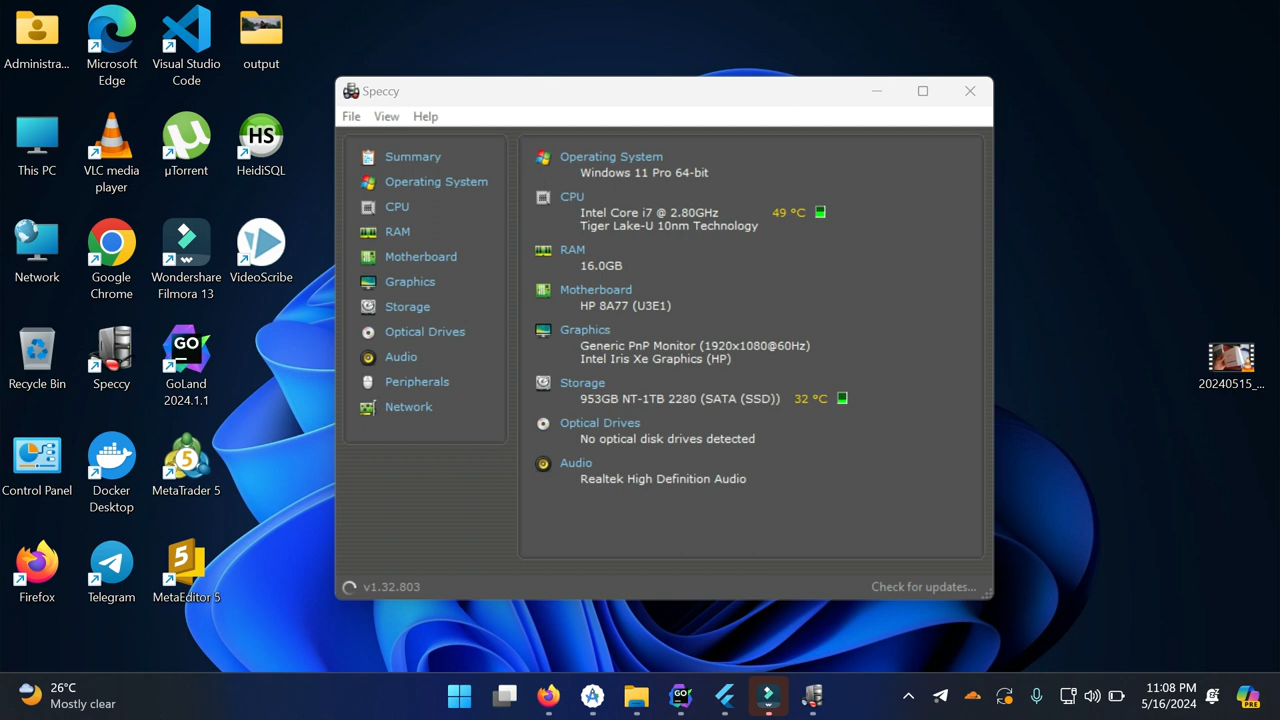 Administra...
Microsoft
Edge
Visual Studio
Code
output
This PC
VLC media
player
µTorrent
HS
HeidiSQL
Network
Google
Chrome
Wondershare
Filmora 13
VideoScribe
Recycle Bin
Speccy
GO
GoLand
2024.1.1
Control Panel
Docker
Desktop
5
MetaTrader 5
Firefox
Telegram
5
MetaEditor 5
Speccy
File View Help
Summary
Operating System
CPU
RAM
Motherboard
Graphics
Storage
Optical Drives
Audio
Peripherals
Network
Operating System
Windows 11 Pro 64-bit
CPU
Intel Core i7 @ 2.80GHz 49 °C
Tiger Lake-U 10nm Technology
RAM
16.0GB
Motherboard
HP 8A77 (U3E1)
Graphics
Generic PnP Monitor (1920x1080@60Hz)
Intel Iris Xe Graphics (HP)
Storage
953GB NT-1TB 2280 (SATA (SSD)) 32 °C
Optical Drives
No optical disk drives detected
Audio
Realtek High Definition Audio
v1.32.803
Check for updates...
20240515_...
26°C
Mostly clear
GO
11:08 PM
5/16/2024
PRE